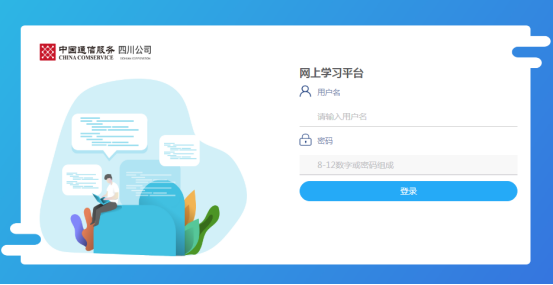 中国通信服务 四川公司
CHINA COMSERVICE
网上学习平台
用户名
请输入用户名
密码
8-12数字或密码组成
登录